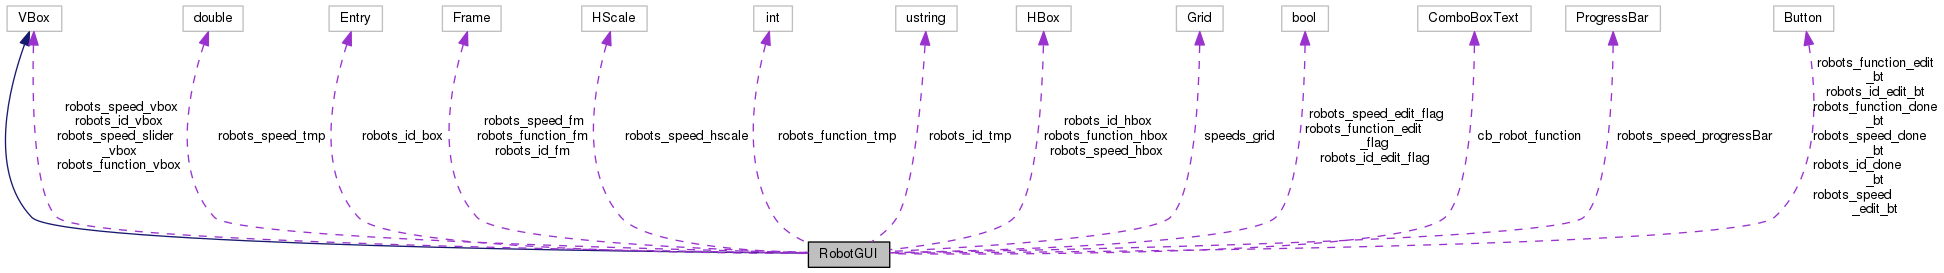 VBox
double
Entry
Frame
HScale
int
ustring
HBox
Grid
bool
ComboBoxText
ProgressBar
Button
robots_speed_vbox
robots_id_vbox
robots_speed_slider
_vbox
robots_function_vbox
robots_speed_tmp
robots_id_box
robots_speed_fm
robots_function_fm
robots_id_fm
robots_speed_hscale
robots_function_tmp
robots_id_tmp
robots_id_hbox
robots_function_hbox
robots_speed_hbox
speeds_grid
robots_speed_edit_flag
robots_function_edit
_flag
robots_id_edit_flag
cb_robot_function
robots_speed_progressBar
robots_function_edit
_bt
robots_id_edit_bt
robots_function_done
_bt
robots_speed_done
_bt
robots_id_done
_bt
robots_speed
_edit_bt
RobotGUI